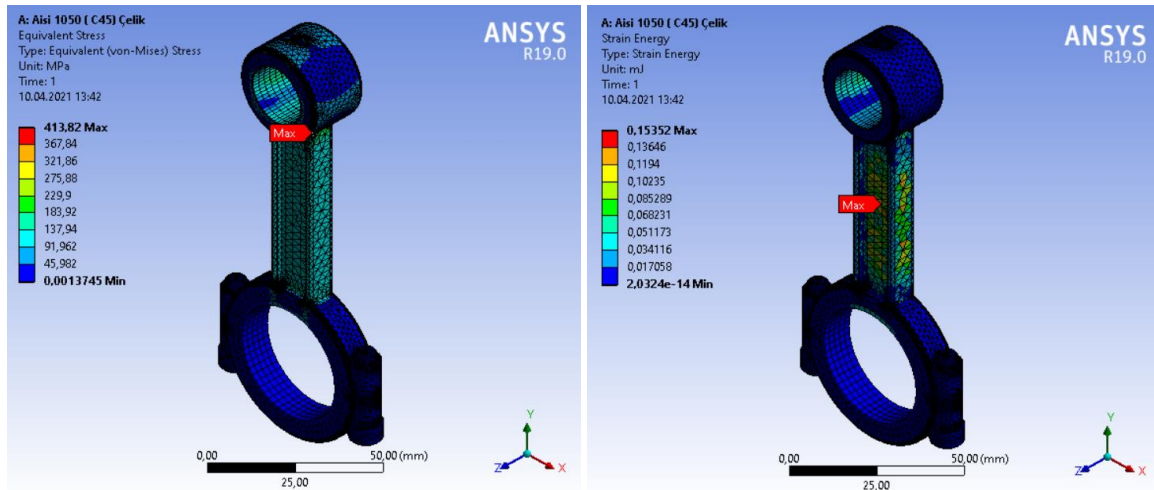 A: Aisi 1050 ( C45) Çelik
Equivalent Stress
Type: Equivalent (von-Mises) Stress
Unit: MPa
Time: 1
10.04.2021 13:42
ANSYS
R19.0
413,82 Max
367,84
321,86
275,88
229,9
183,92
137,94
91,962
45,982
0,0013745 Min
Max
0,00
50,00 (mm)
25,00
Y
Z
X
A: Aisi 1050 ( C45) Çelik
Strain Energy
Type: Strain Energy
Unit: mJ
Time: 1
10.04.2021 13:42
ANSYS
R19.0
0,15352 Max
0,13646
0,1194
0,10235
0,085289
0,068231
0,051173
0,034116
0,017058
2,0324e-14 Min
Max
0,00
50,00 (mm)
25,00
Y
Z
X